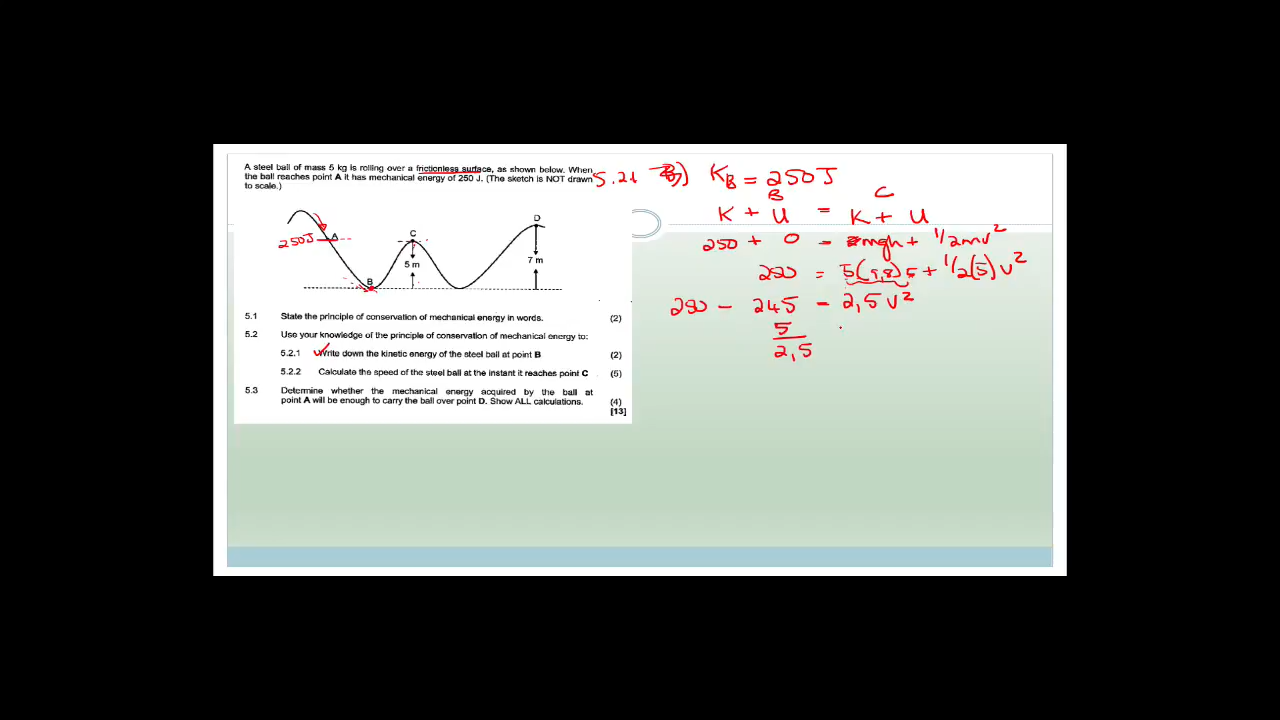 A steel ball of mass 5 kg is rolling over a frictionless surface, as shown below. When
the ball reaches point A it has mechanical energy of 250 J. (The sketch is NOT drawn
to scale.)
250J
A
B
C
5 m
D
7 m
5.1 State the principle of conservation of mechanical energy in words. (2)
5.2 Use your knowledge of the principle of conservation of mechanical energy to:
5.2.1 Write down the kinetic energy of the steel ball at point B (2)
5.2.2 Calculate the speed of the steel ball at the instant it reaches point C (5)
5.3 Determine whether the mechanical energy acquired by the ball at
point A will be enough to carry the ball over point D. Show ALL calculations. (4)
[13]
5.21 KB = 250J
B C
K + U = K + U
250 + 0 = mgh + 1/2mv²
250 = 5(9,8)5 + 1/2(5)v²
250 - 245 = 2,5v²
5
2,5